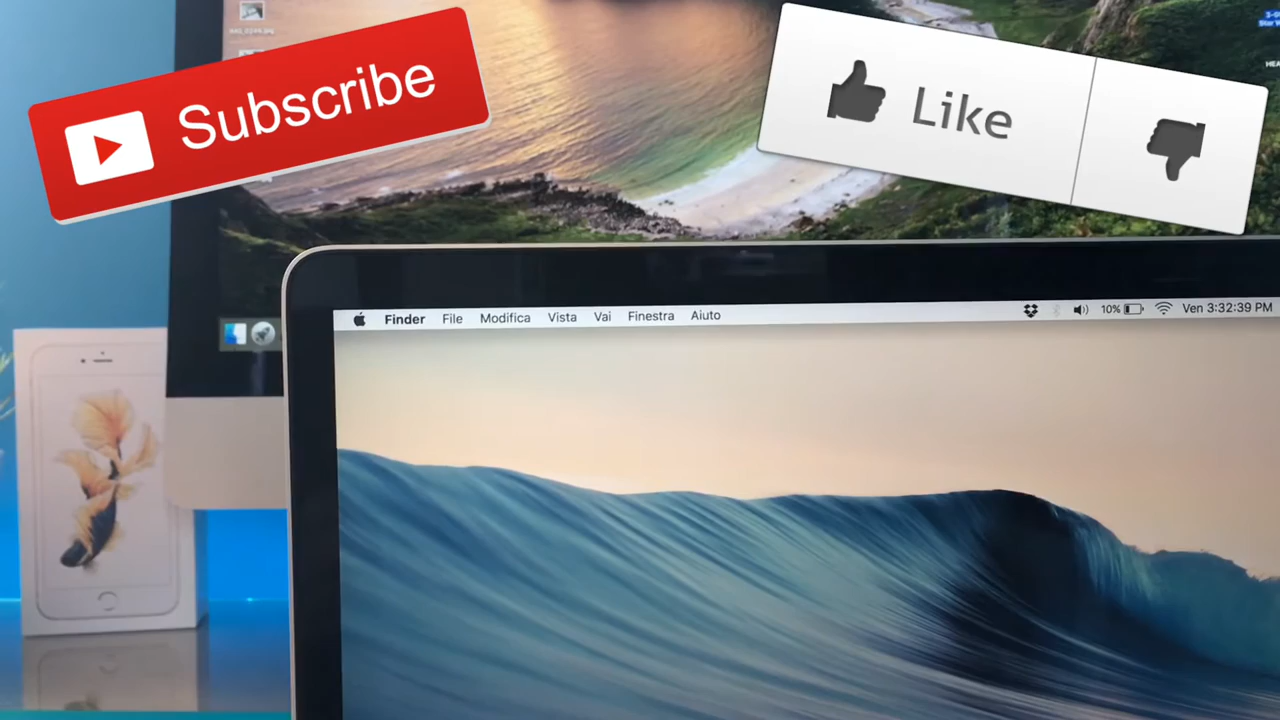 Subscribe
Like
Finder File Modifica Vista Vai Finestra Aiuto 10% Ven 3:32:39 PM